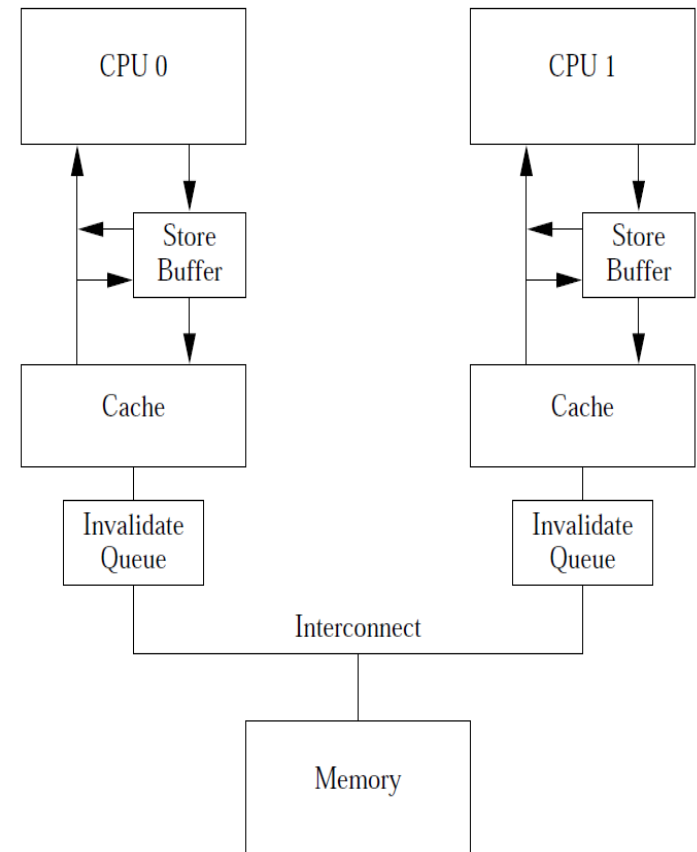 CPU 0
CPU 1
Store
Buffer
Store
Buffer
Cache
Cache
Invalidate
Queue
Invalidate
Queue
Interconnect
Memory